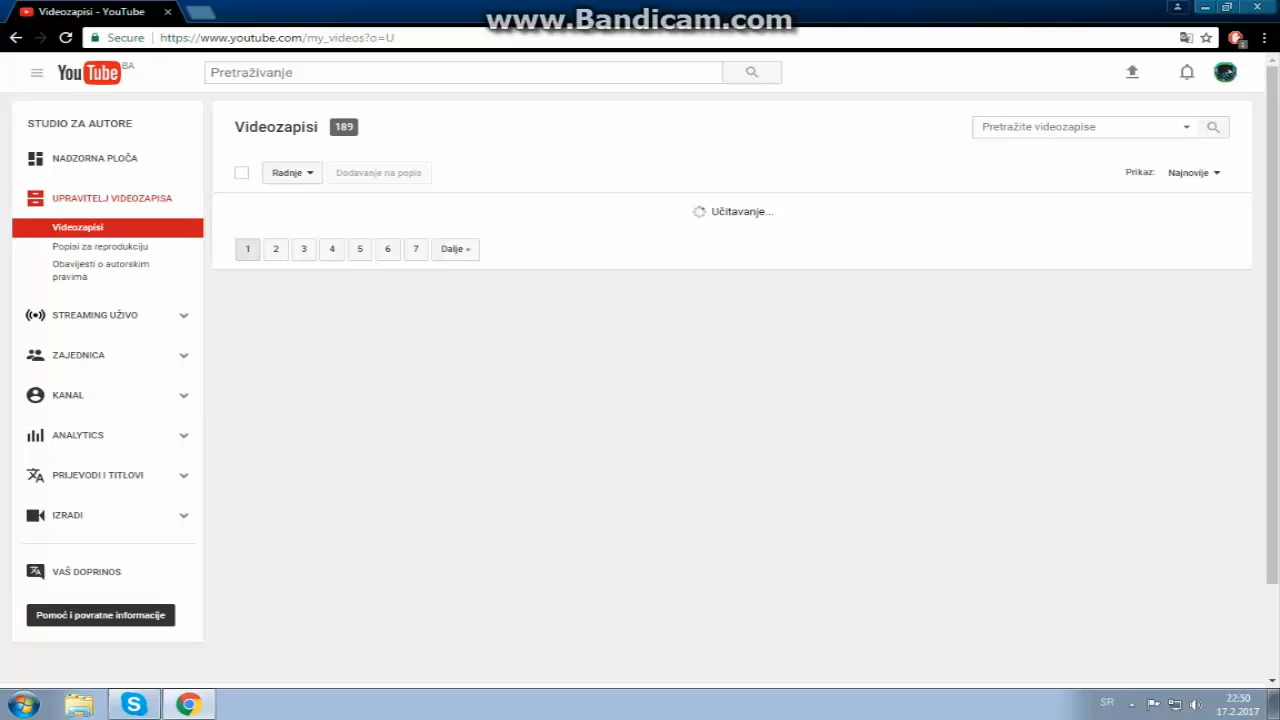 Videozapisi - YouTube
www.Bandicam.com
Secure
https://www.youtube.com/my_videos?o=U
YouTube BA
Pretraživanje
STUDIO ZA AUTORE
NADZORNA PLOČA
UPRAVITELJ VIDEOZAPISA
Videozapisi
Popisi za reprodukciju
Obavijesti o autorskim
pravima
STREAMING UŽIVO
ZAJEDNICA
KANAL
ANALYTICS
PRIJEVODI I TITLOVI
IZRADI
VAŠ DOPRINOS
Pomoć i povratne informacije
Videozapisi 189
Pretražite videozapise
Radnje
Dodavanje na popis
Prikaz: Najnovije
Učitavanje...
1 2 3 4 5 6 7 Dalje »
SR
22:50
17.2.2017